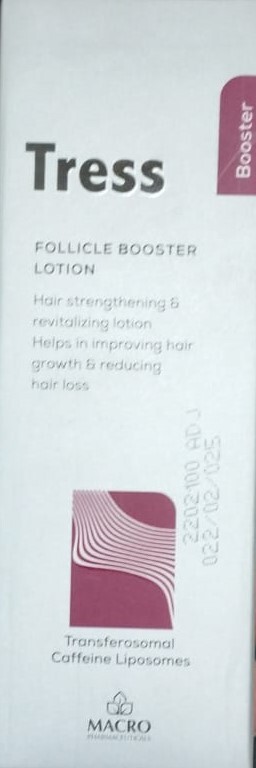 Booster
Tress
FOLLICLE BOOSTER
LOTION
Hair strengthening &
revitalizing lotion
Helps in improving hair
growth & reducing
hair loss
2202100 ADJ
022/02/025
Transferosomal
Caffeine Liposomes
MACRO
PHARMACEUTICALS